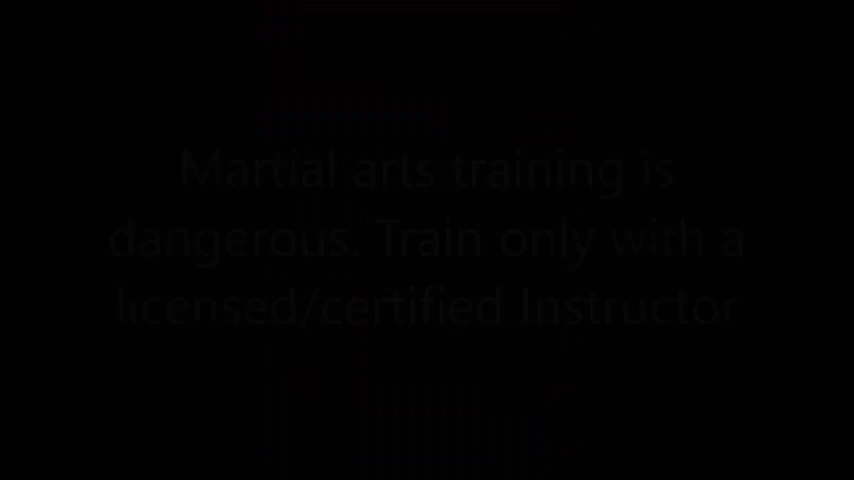 Martial arts training is
dangerous. Train only with a
licensed/certified Instructor